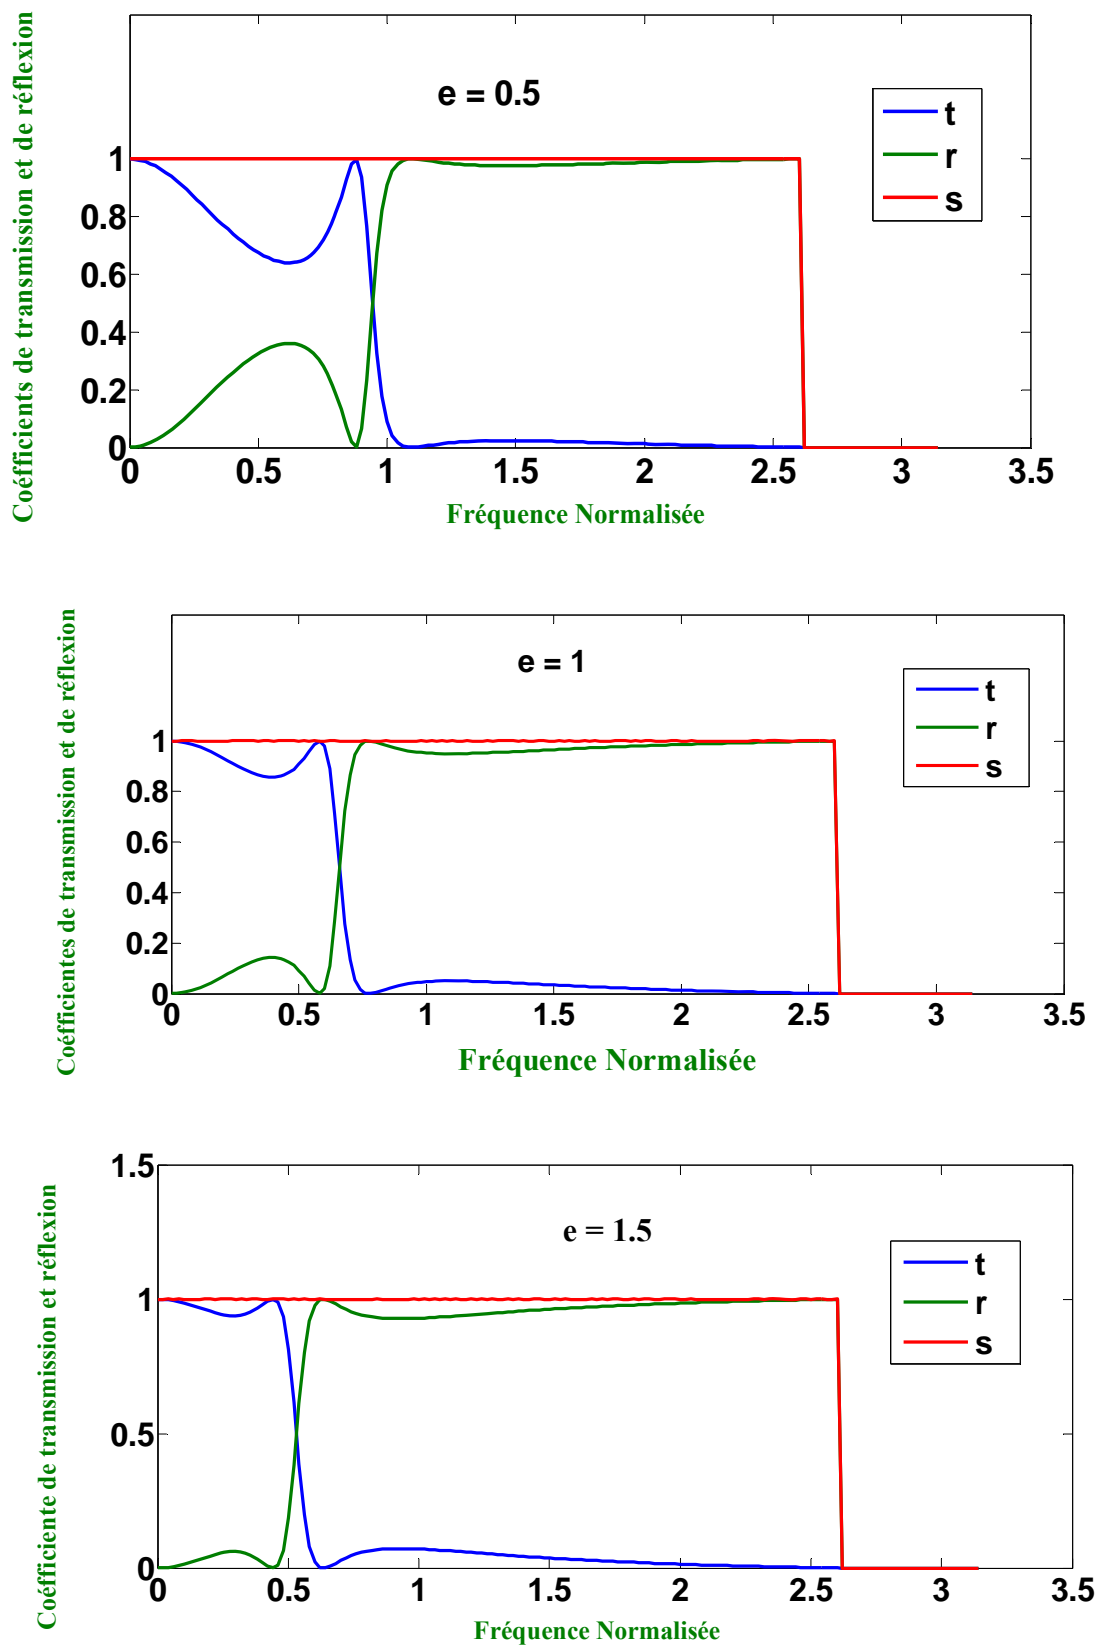 Coéfficients de transmission et de réflexion
e = 0.5
t
r
s
1
0.8
0.6
0.4
0.2
0
0 0.5 1 1.5 2 2.5 3 3.5
Fréquence Normalisée
Coéfficientes de transmission et de réflexion
e = 1
t
r
s
1
0.8
0.6
0.4
0.2
0
0 0.5 1 1.5 2 2.5 3 3.5
Fréquence Normalisée
Coéfficiente de transmission et réflexion
1.5
e = 1.5
t
r
s
1
0.5
0
0 0.5 1 1.5 2 2.5 3 3.5
Fréquence Normalisée